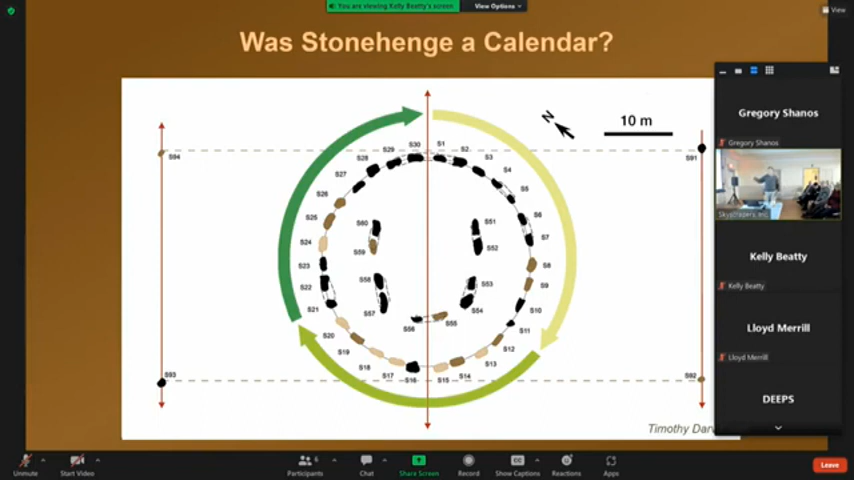 You are viewing Kelly Beatty's screen
View Options
View
Was Stonehenge a Calendar?
N
10 m
S94
S91
S93
S92
S30
S1
S29
S2
S28
S3
S27
S4
S26
S5
S25
S6
S24
S7
S23
S8
S22
S9
S21
S10
S20
S11
S19
S12
S18
S13
S17
S14
S16
S15
S60
S51
S59
S52
S58
S53
S57
S54
S56
S55
Timothy Dar
Gregory Shanos
Gregory Shanos
Skyscrapers, Inc.
Kelly Beatty
Kelly Beatty
Lloyd Merrill
Lloyd Merrill
DEEPS
Unmute
Start Video
Participants
6
Chat
Share Screen
Record
Show Captions
CC
Reactions
Apps
Leave